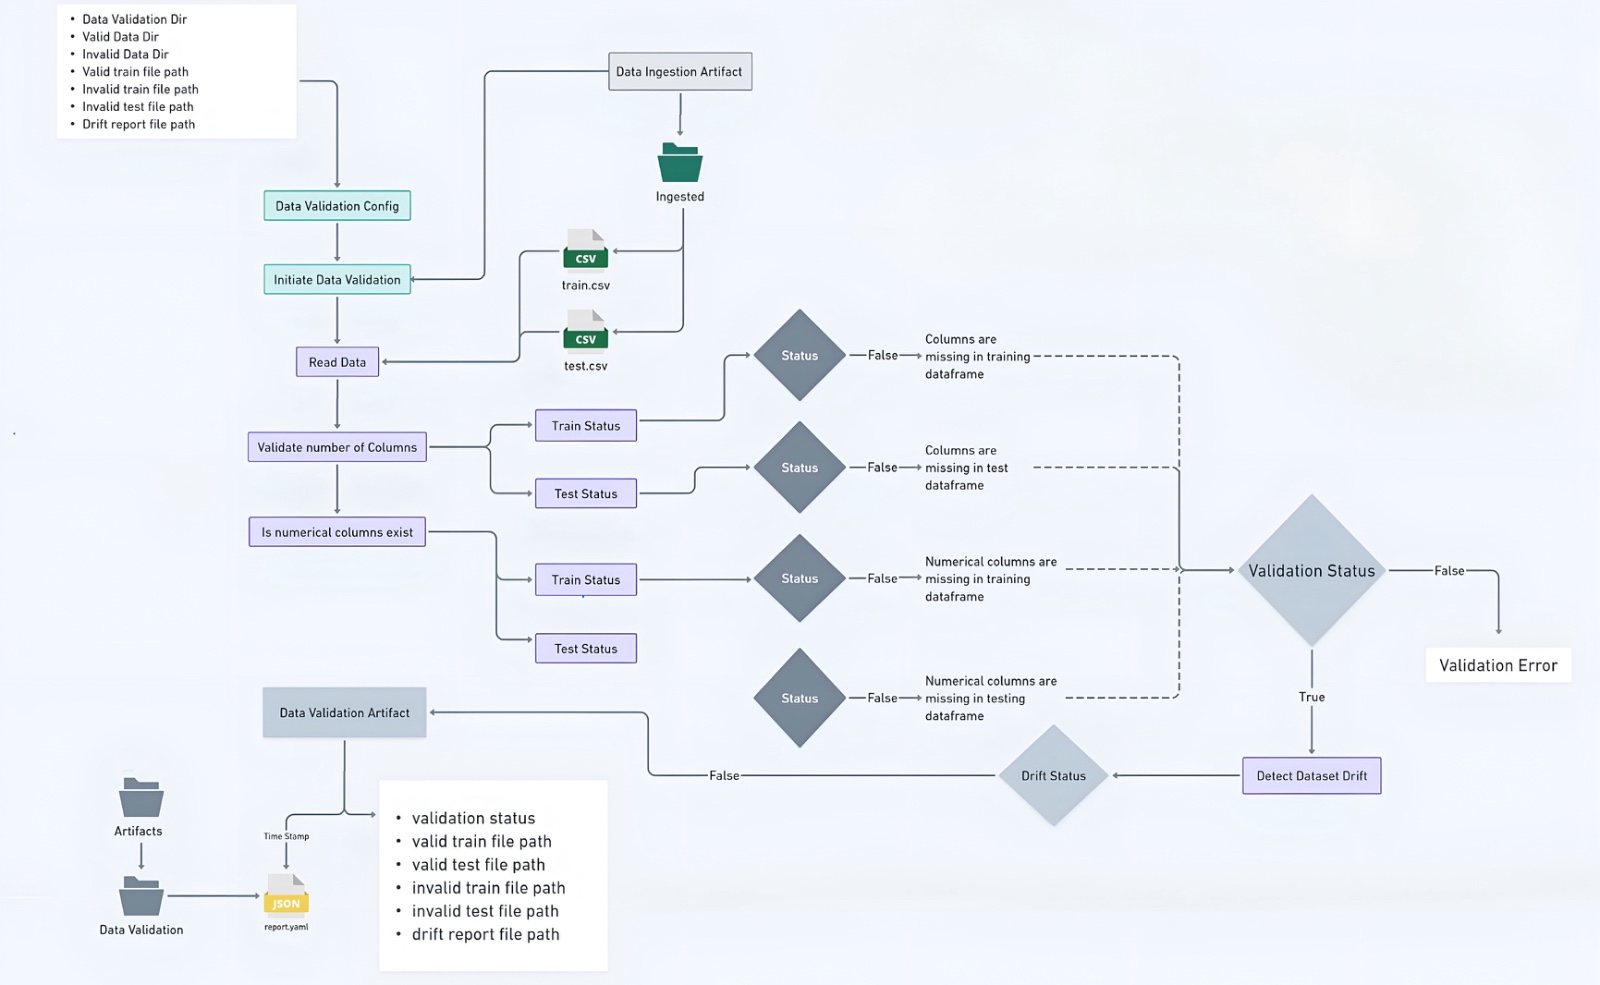 • Data Validation Dir
• Valid Data Dir
• Invalid Data Dir
• Valid train file path
• Invalid train file path
• Invalid test file path
• Drift report file path
Data Ingestion Artifact
Ingested
Data Validation Config
Initiate Data Validation
CSV
train.csv
CSV
test.csv
Read Data
Status
False
Columns are
missing in training
dataframe
Train Status
Validate number of Columns
Status
False
Columns are
missing in test
dataframe
Test Status
Is numerical columns exist
Train Status
Status
False
Numerical columns are
missing in training
dataframe
Validation Status
False
Validation Error
Test Status
Status
False
Numerical columns are
missing in testing
dataframe
True
Data Validation Artifact
False
Drift Status
Detect Dataset Drift
Artifacts
Time Stamp
Data Validation
JSON
report.yaml
• validation status
• valid train file path
• valid test file path
• invalid train file path
• invalid test file path
• drift report file path